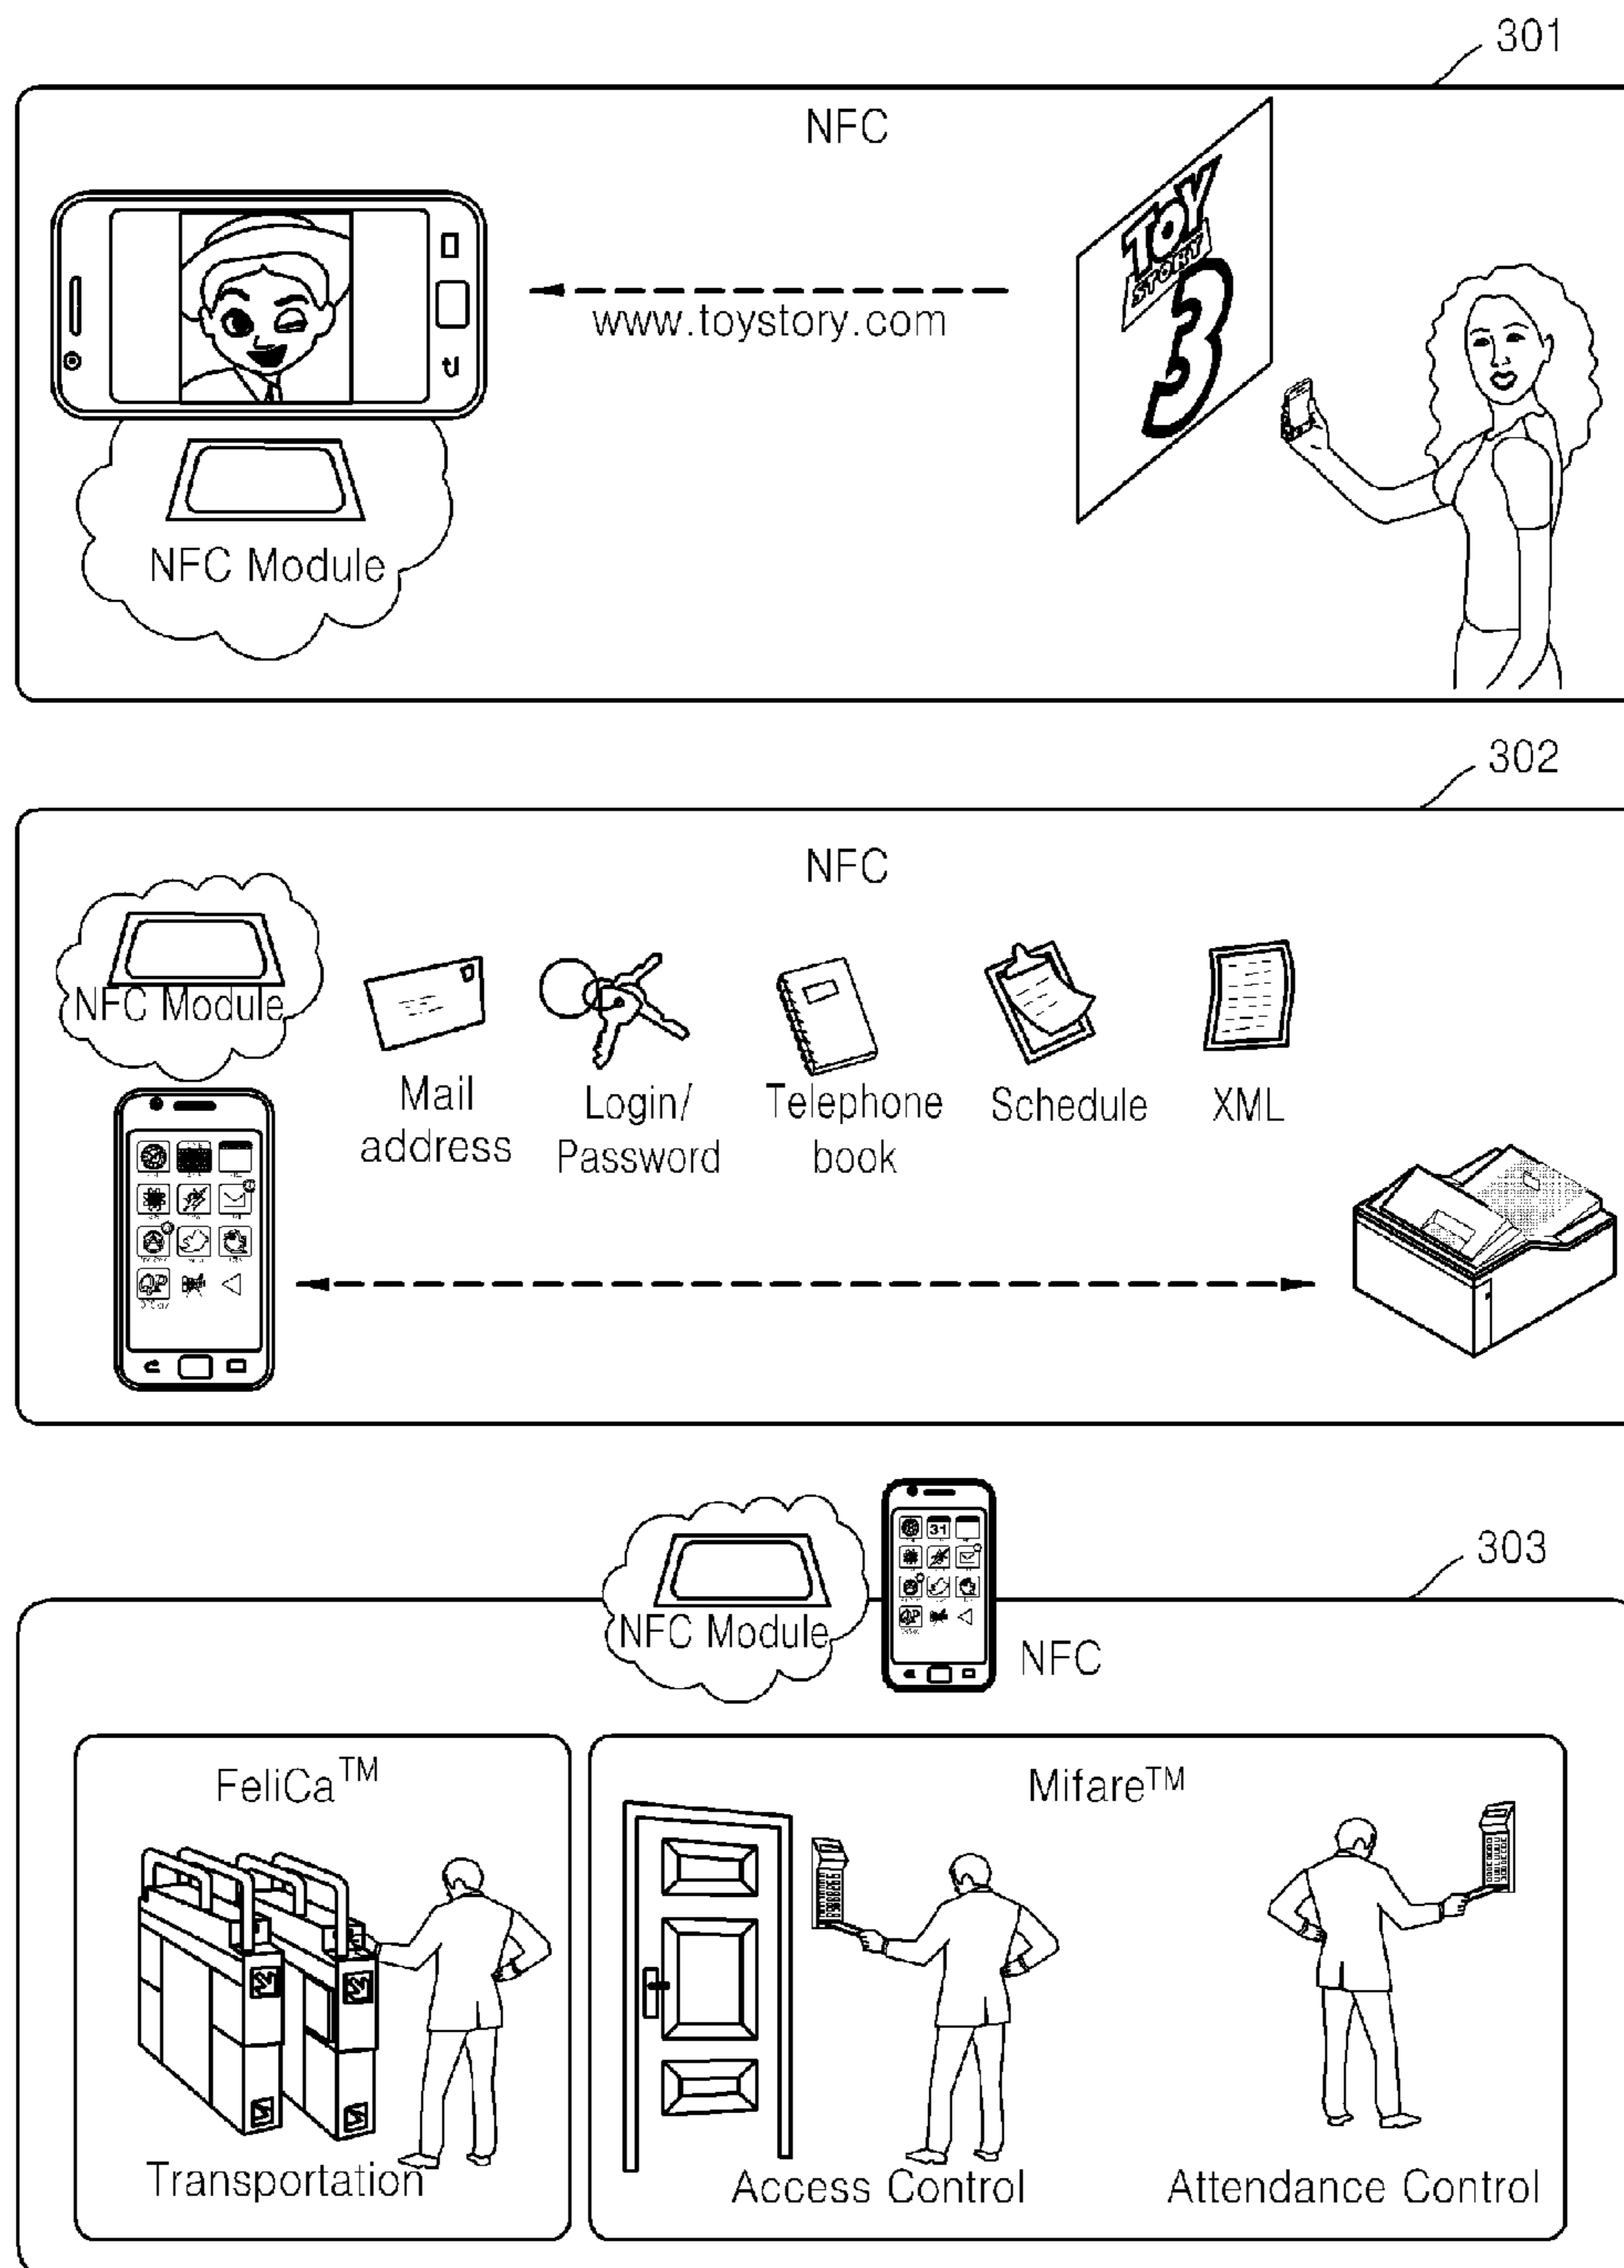 301
NFC
TOY
STORY
3
www.toystory.com
NFC Module
302
NFC
NFC Module
Mail
address
Login/
Password
Telephone
book
Schedule
XML
303
31
NFC Module
NFC
FeliCa™
Mifare™
Transportation
Access Control
Attendance Control